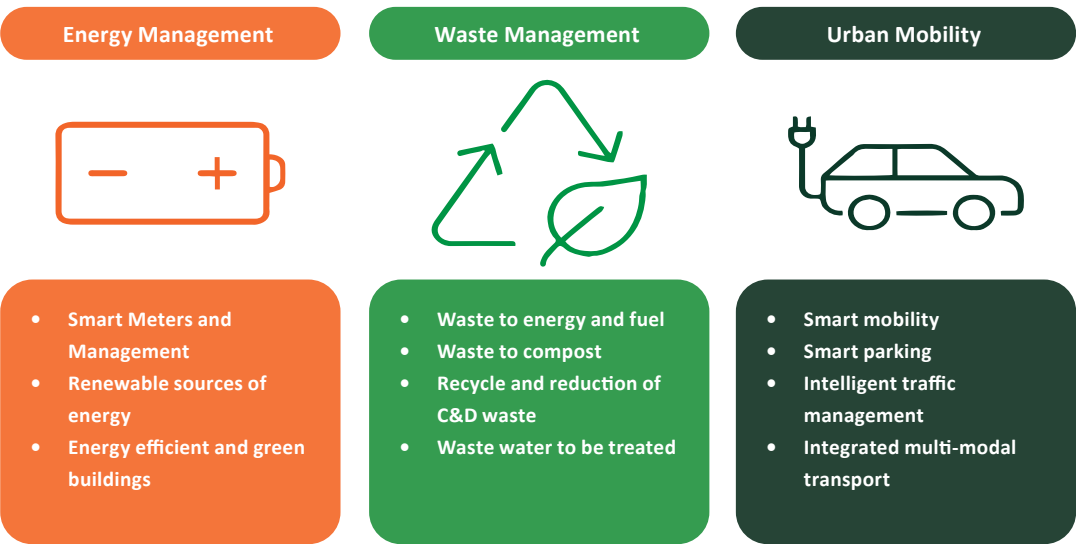 Energy Management
Waste Management
Urban Mobility
• Smart Meters and
Management
• Renewable sources of
energy
• Energy efficient and green
buildings
• Waste to energy and fuel
• Waste to compost
• Recycle and reduction of
C&D waste
• Waste water to be treated
• Smart mobility
• Smart parking
• Intelligent traffic
management
• Integrated multi-modal
transport